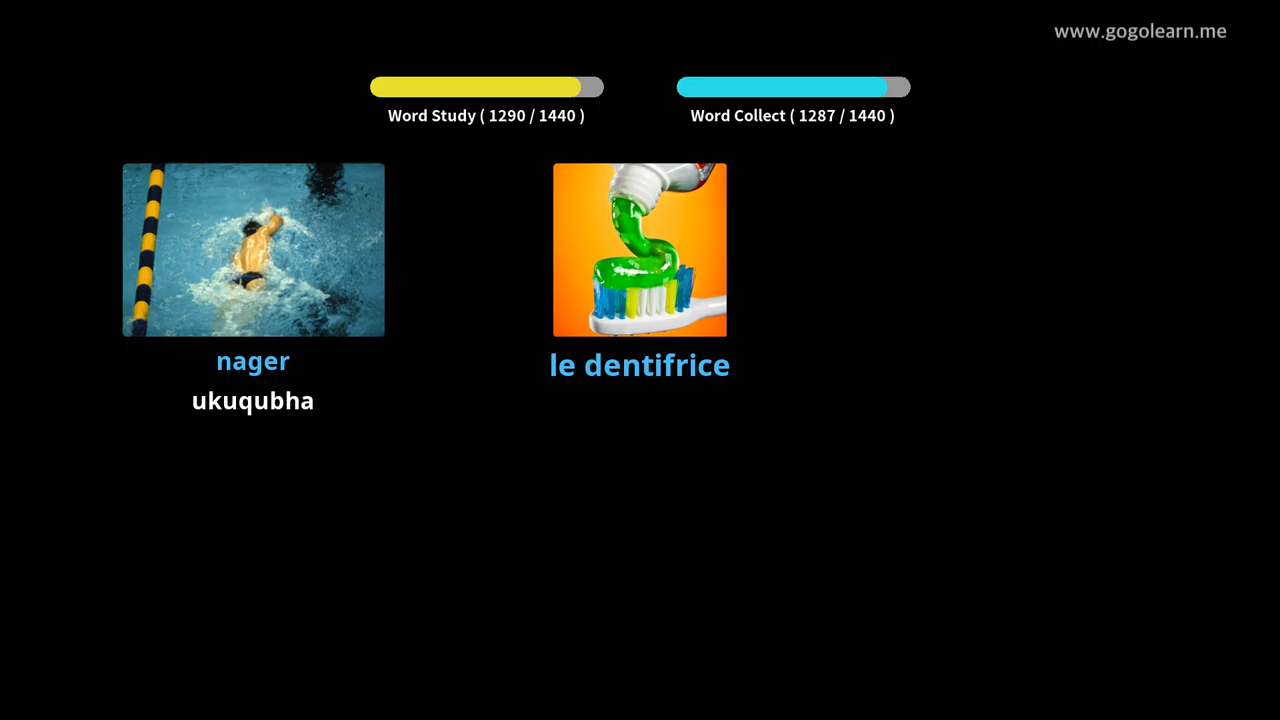 www.gogolearn.me
Word Study ( 1290 / 1440 )
Word Collect ( 1287 / 1440 )
nager
ukuqubha
le dentifrice